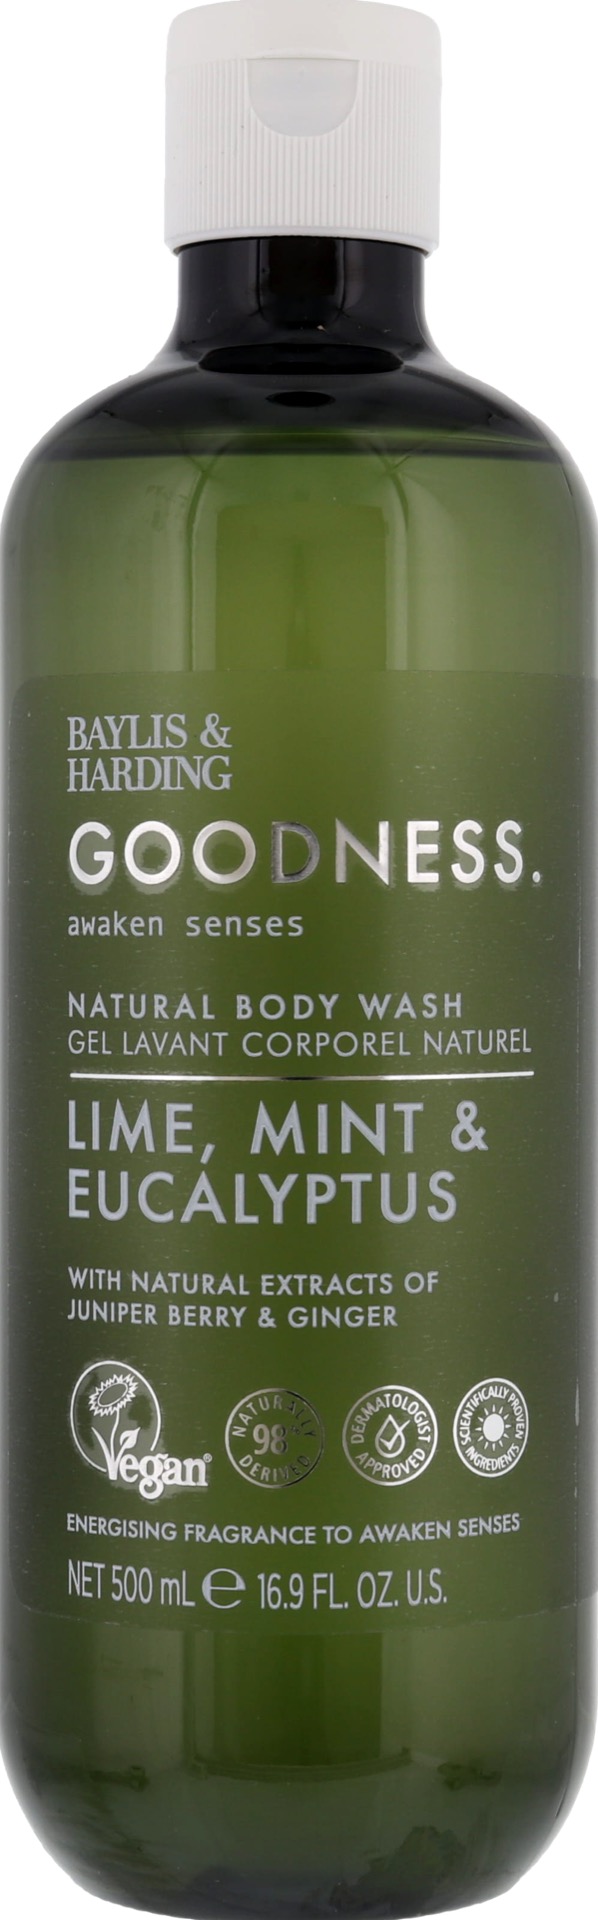 BAYLIS &
HARDING
GOODNESS.
awaken senses
NATURAL BODY WASH
GEL LAVANT CORPOREL NATUREL
LIME, MINT &
EUCALYPTUS
WITH NATURAL EXTRACTS OF
JUNIPER BERRY & GINGER
Vegan®
NATURALLY
98%
DERIVED
DERMATOLOGIST
APPROVED
SCIENTIFICALLY PROVEN
INGREDIENTS
ENERGISING FRAGRANCE TO AWAKEN SENSES
NET 500 mL ℮ 16.9 FL. OZ. U.S.